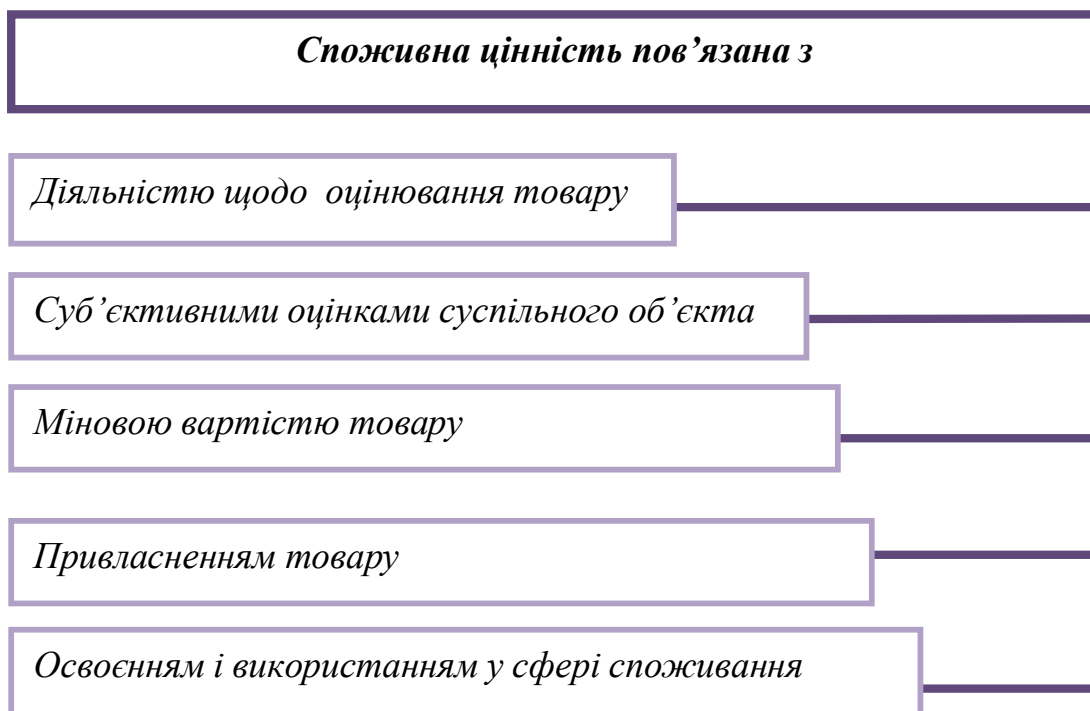 Споживна цінність пов’язана з
Діяльністю щодо оцінювання товару
Суб’єктивними оцінками суспільного об’єкта
Міновою вартістю товару
Привласненням товару
Освоєнням і використанням у сфері споживання